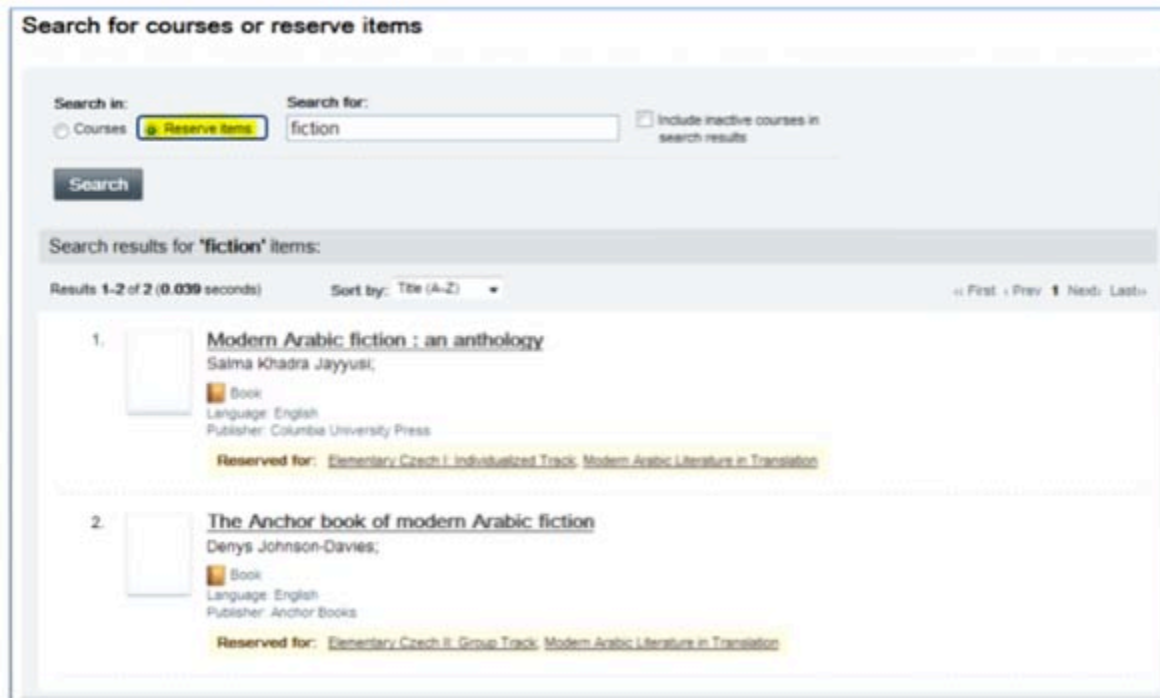 Search for courses or reserve items
Search in:
Search for:
Courses
Reserve items
fiction
Include inactive courses in
search results
Search
Search results for 'fiction' items:
Results 1-2 of 2 (0.039 seconds)
Sort by: Title (A-Z)
‹‹ First ‹ Prev 1 Next› Last››
1.
Modern Arabic fiction : an anthology
Salma Khadra Jayyusi;
Book
Language: English
Publisher: Columbia University Press
Reserved for: Elementary Czech I: Individualized Track; Modern Arabic Literature in Translation
2.
The Anchor book of modern Arabic fiction
Denys Johnson-Davies;
Book
Language: English
Publisher: Anchor Books
Reserved for: Elementary Czech II: Group Track; Modern Arabic Literature in Translation